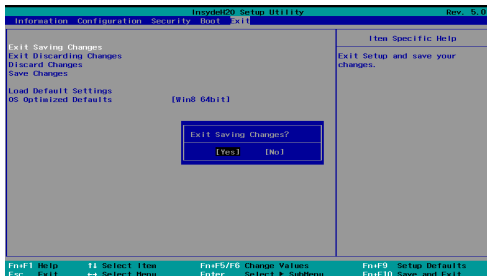 InsydeH20 Setup Utility Rev. 5.0
Information Configuration Security Boot Exit
Item Specific Help
Exit Saving Changes
Exit Discarding Changes
Discard Changes
Save Changes
Load Default Settings
OS Optimized Defaults [Win8 64bit]
Exit Setup and save your
changes.
Exit Saving Changes?
[Yes] [No]
Fn+F1 Help ↑↓ Select Item Fn+F5/F6 Change Values Fn+F9 Setup Defaults
Esc Exit ←→ Select Menu Enter Select ▶ SubMenu Fn+F10 Save and Exit